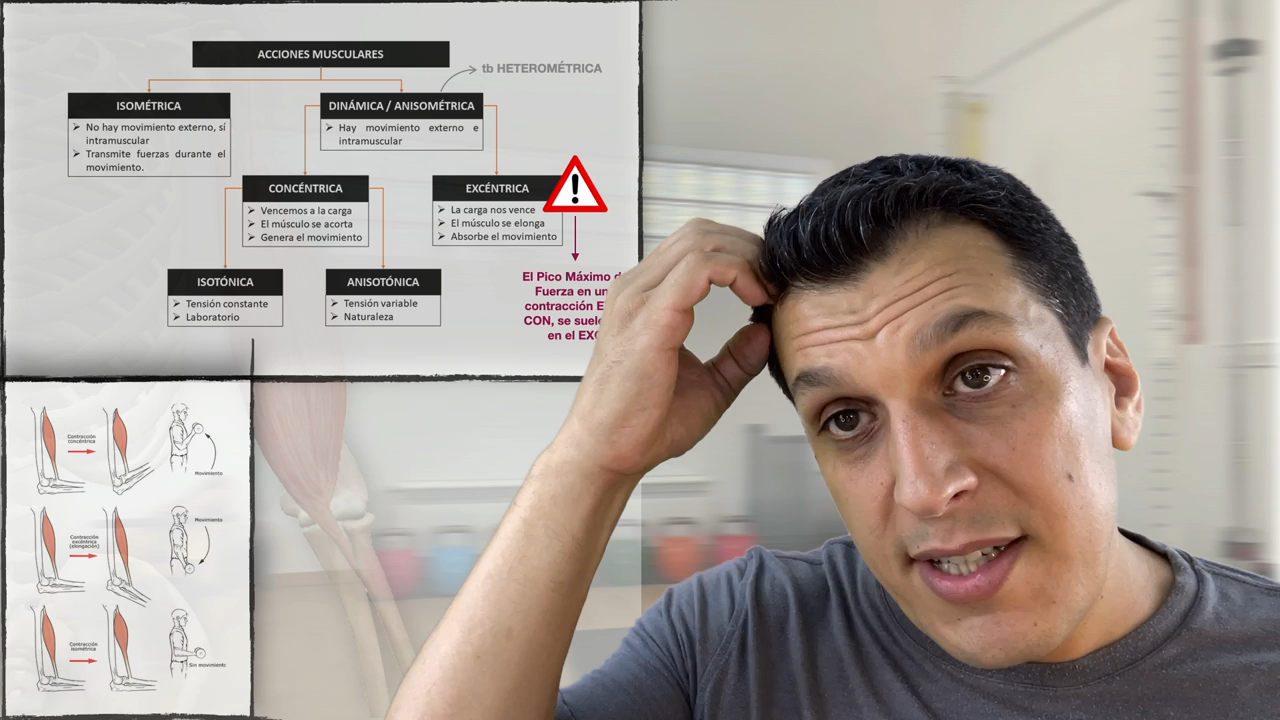 ACCIONES MUSCULARES
tb HETEROMÉTRICA
ISOMÉTRICA
➢ No hay movimiento externo, sí
intramuscular
➢ Transmite fuerzas durante el
movimiento.
DINÁMICA / ANISOMÉTRICA
➢ Hay movimiento externo e
intramuscular
CONCÉNTRICA
➢ Vencemos a la carga
➢ El músculo se acorta
➢ Genera el movimiento
EXCÉNTRICA
➢ La carga nos vence
➢ El músculo se elonga
➢ Absorbe el movimiento
ISOTÓNICA
➢ Tensión constante
➢ Laboratorio
ANISOTÓNICA
➢ Tensión variable
➢ Naturaleza
El Pico Máximo
Fuerza en
contracción
CON, se
en el
Contracción
concéntrica
Movimiento
Contracción
excéntrica
(elongación)
Movimiento
Contracción
isométrica
Sin movimiento